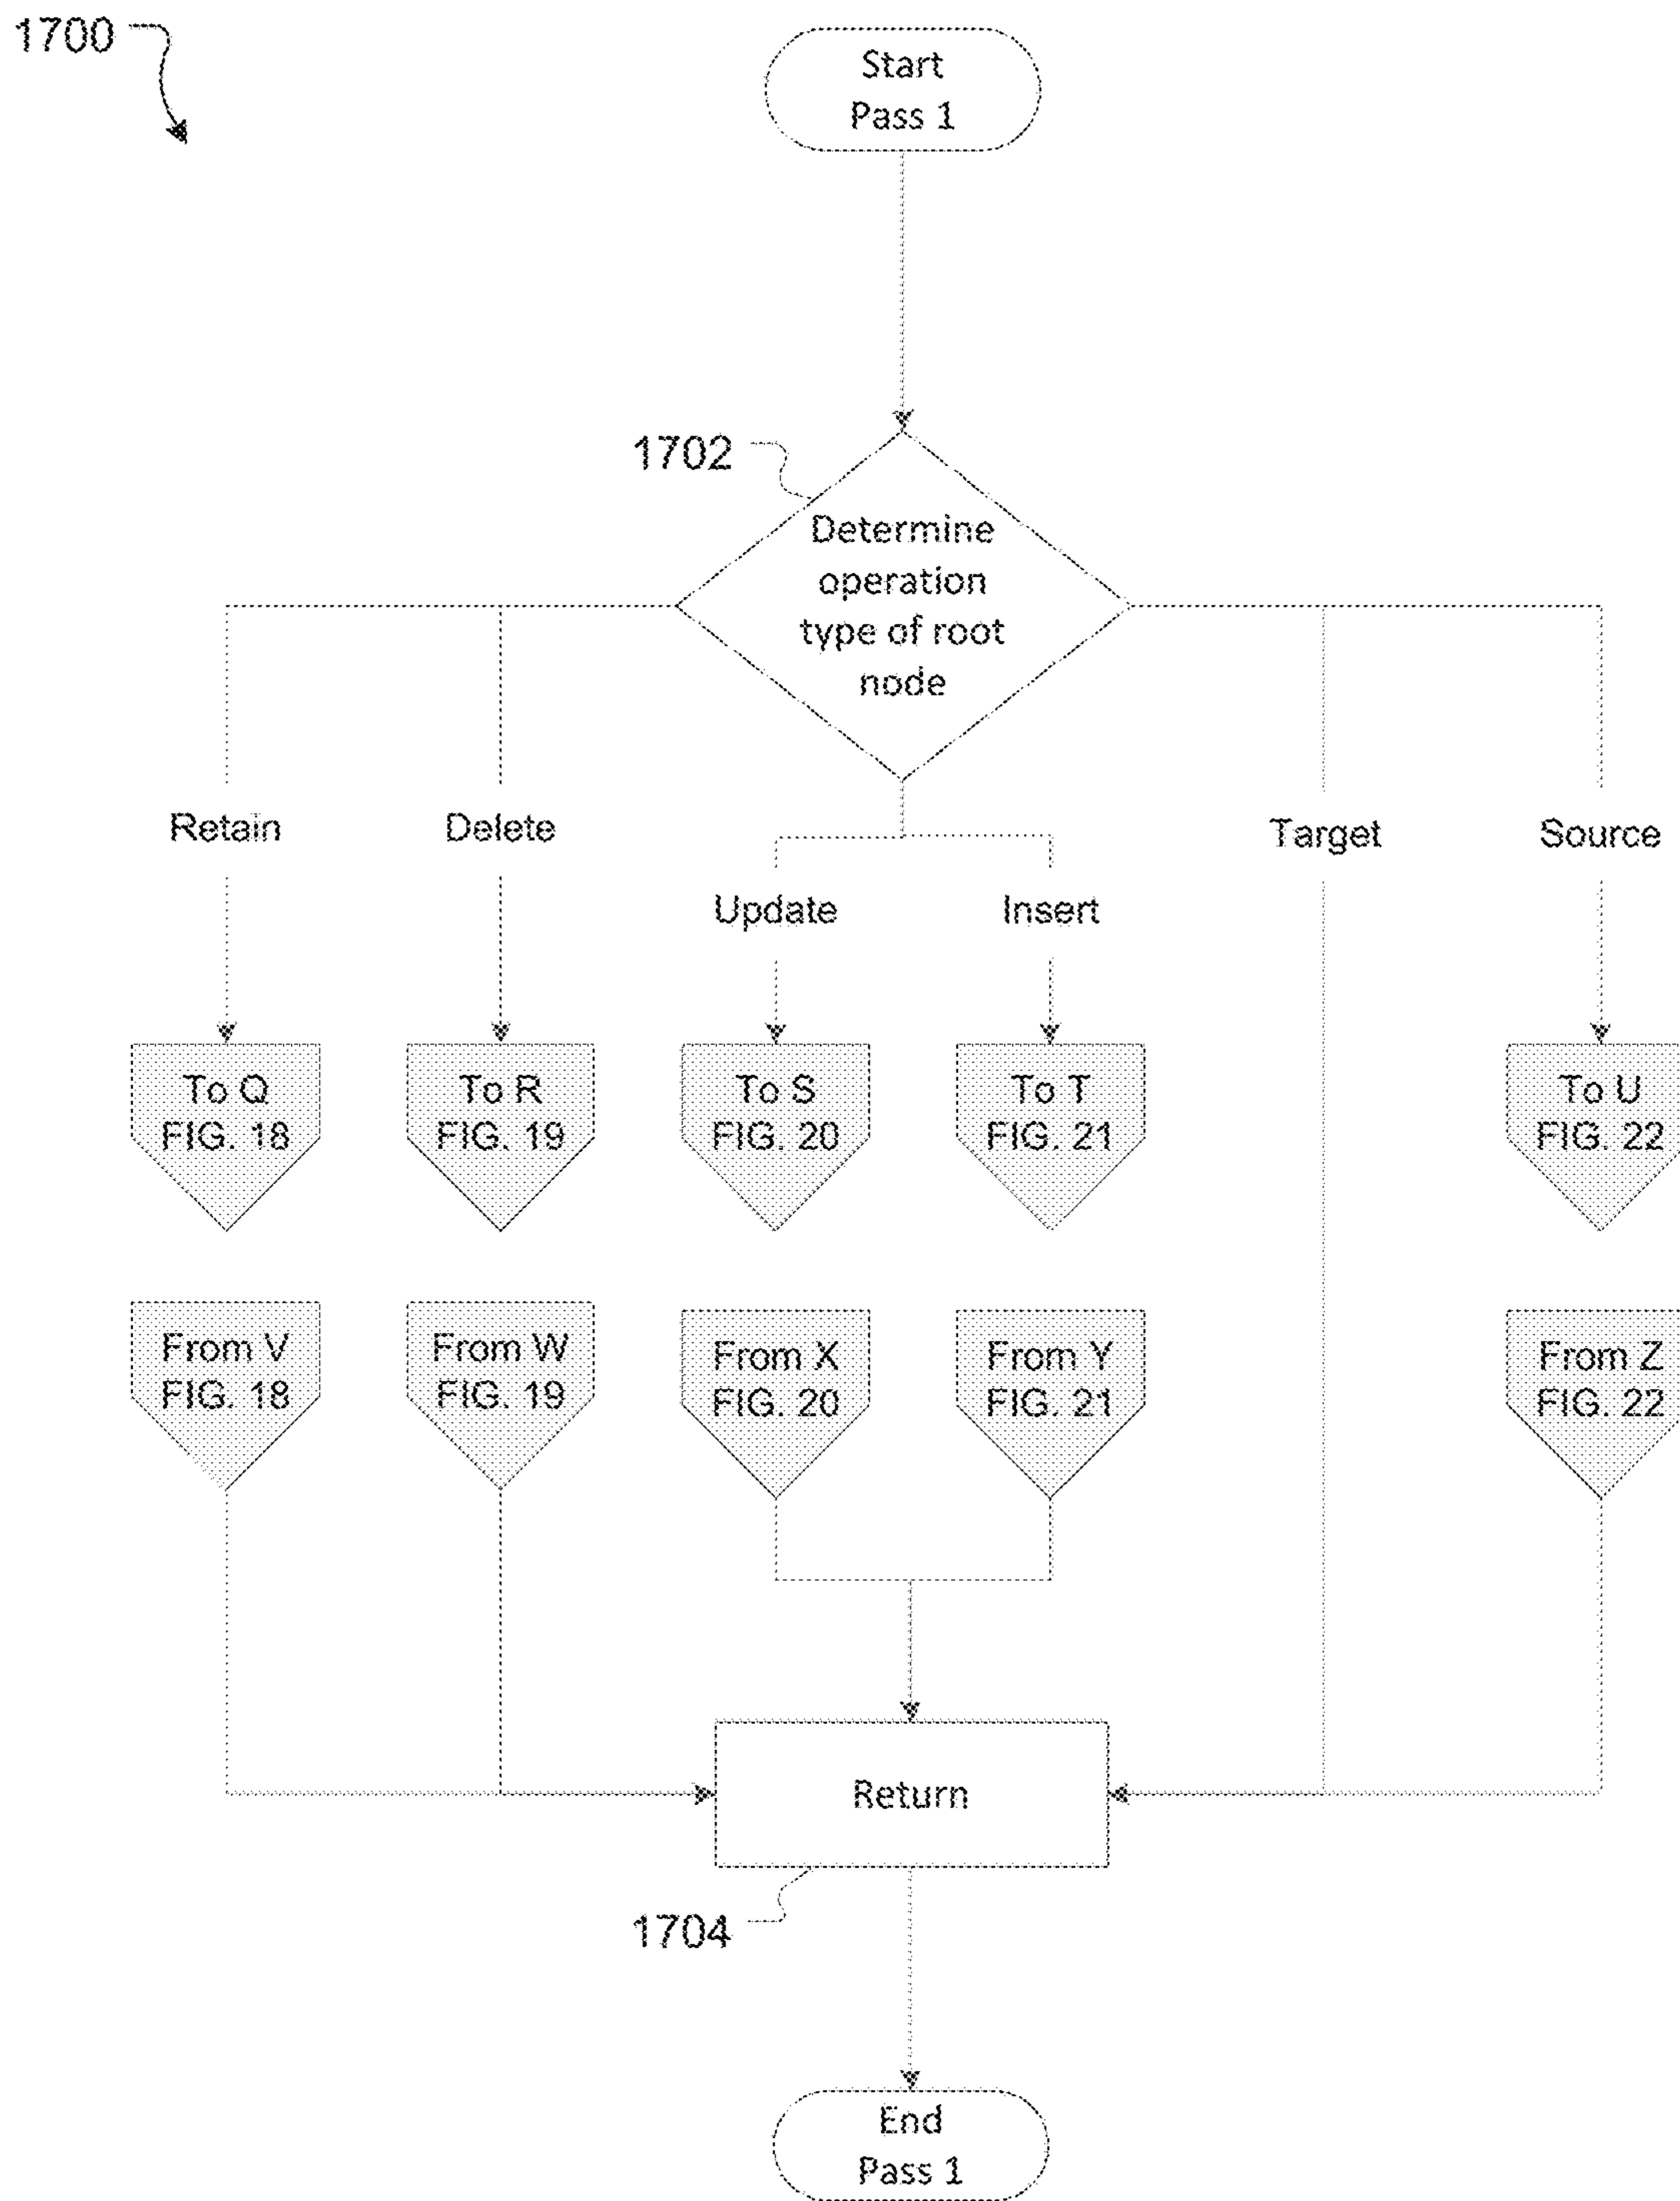 1700
Start
Pass 1
1702
Determine
operation
type of root
node
Retain
Delete
Target
Source
Update
Insert
To Q
FIG. 18
To R
FIG. 19
To S
FIG. 20
To T
FIG. 21
To U
FIG. 22
From V
FIG. 18
From W
FIG. 19
From X
FIG. 20
From Y
FIG. 21
From Z
FIG. 22
Return
1704
End
Pass 1